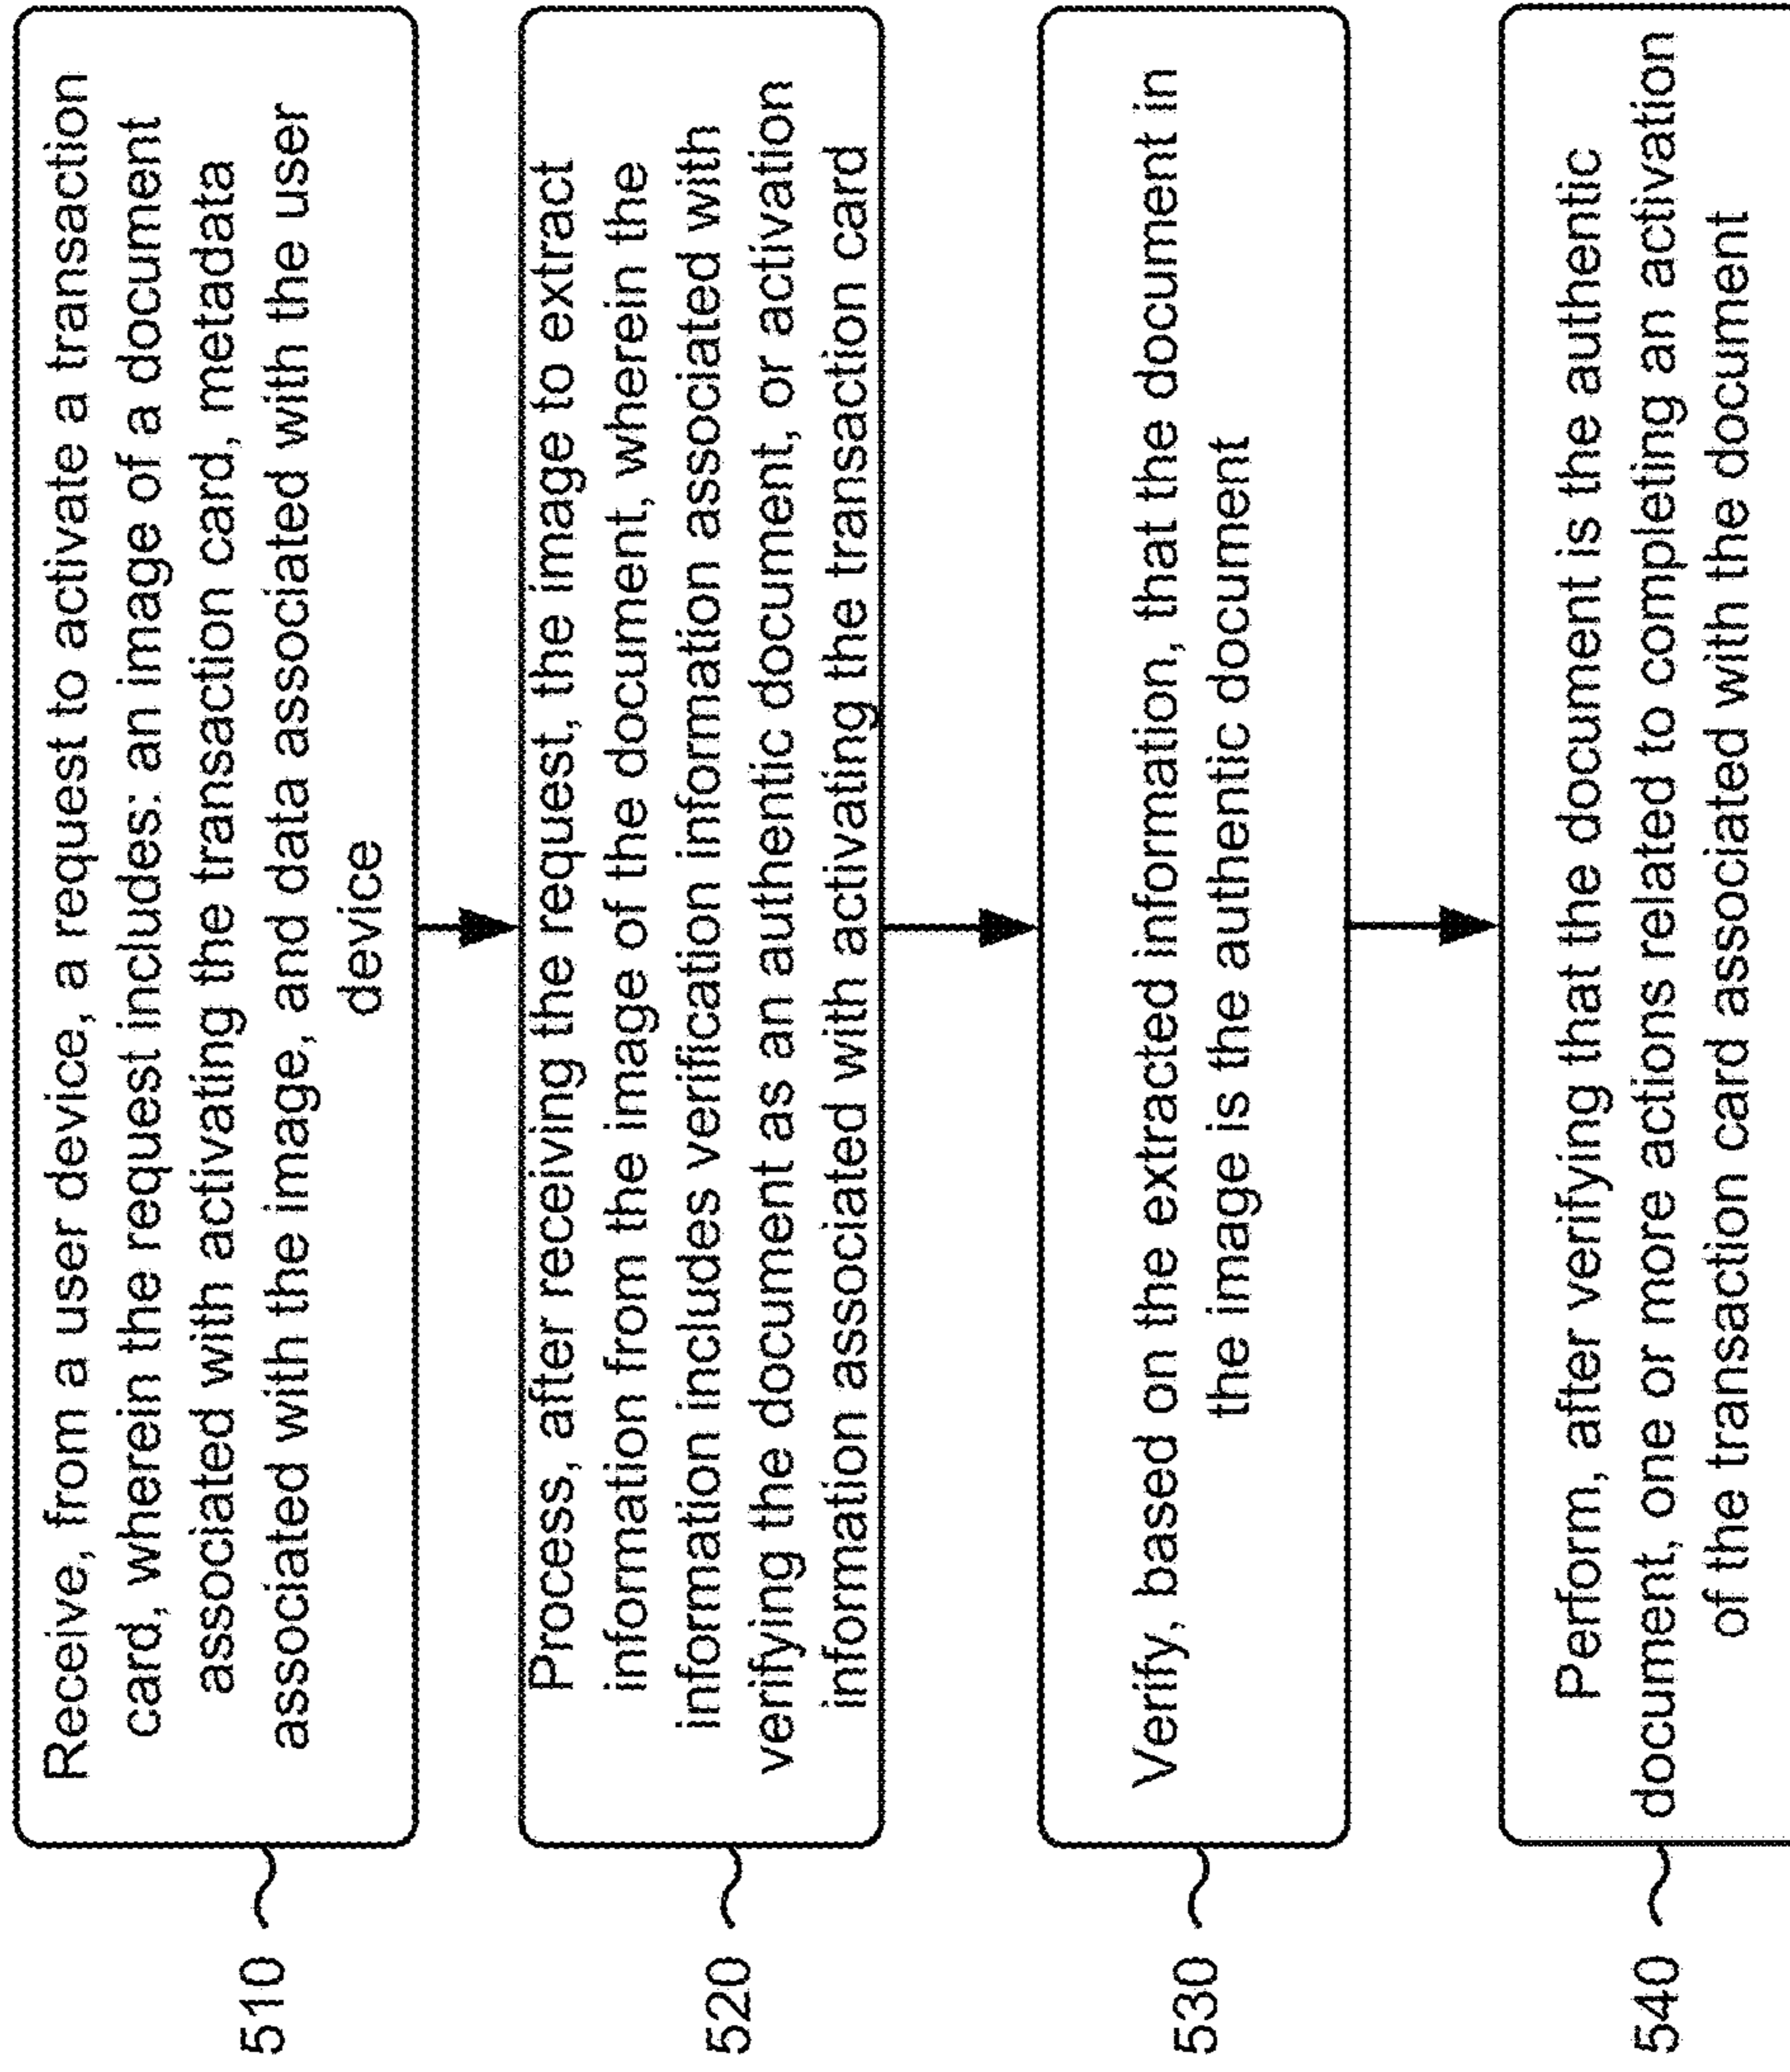 510
Receive, from a user device, a request to activate a transaction
card, wherein the request includes: an image of a document
associated with activating the transaction card, metadata
associated with the image, and data associated with the user
device
520
Process, after receiving the request, the image to extract
information from the image of the document, wherein the
information includes verification information associated with
verifying the document as an authentic document, or activation
information associated with activating the transaction card
530
Verify, based on the extracted information, that the document in
the image is the authentic document
540
Perform, after verifying that the document is the authentic
document, one or more actions related to completing an activation
of the transaction card associated with the document